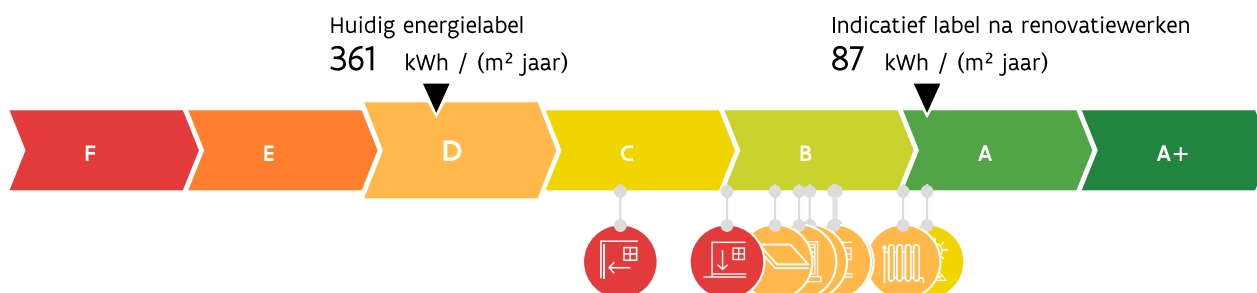 Huidig energielabel
361 kWh / (m² jaar)
Indicatief label na renovatiewerken
87 kWh / (m² jaar)
F E D C B A A+